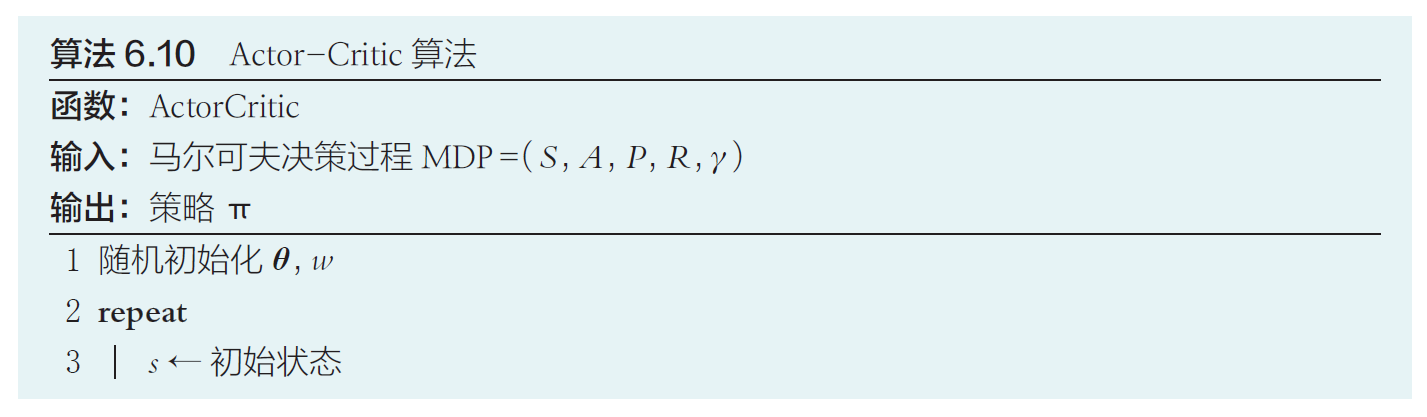 算法 6.10 Actor-Critic 算法
函数：ActorCritic
输入：马尔可夫决策过程 MDP=(S, A, P, R, γ)
输出：策略 π
1 随机初始化 θ, w
2 repeat
3 | s ← 初始状态